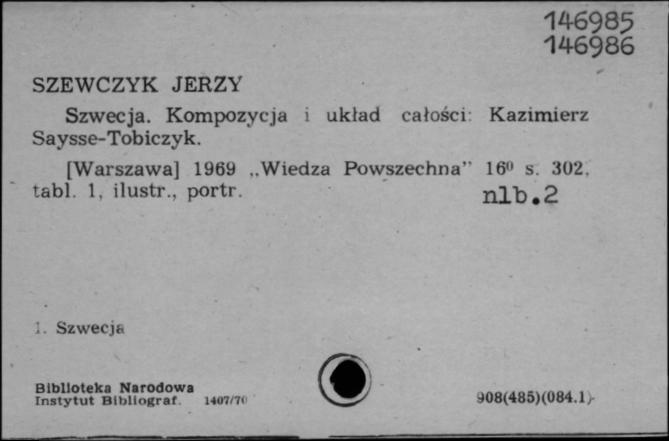 146985
146986
SZEWCZYK JERZY
Szwecja. Kompozycja i układ całości: Kazimierz
Saysse-Tobiczyk.
[Warszawa] 1969 „Wiedza Powszechna” 16⁰ s. 302,
tabl. 1, ilustr., portr.
nlb.2
1. Szwecja
Biblioteka Narodowa
Instytut Bibliograf. 1407/70
908(485)(084.1)